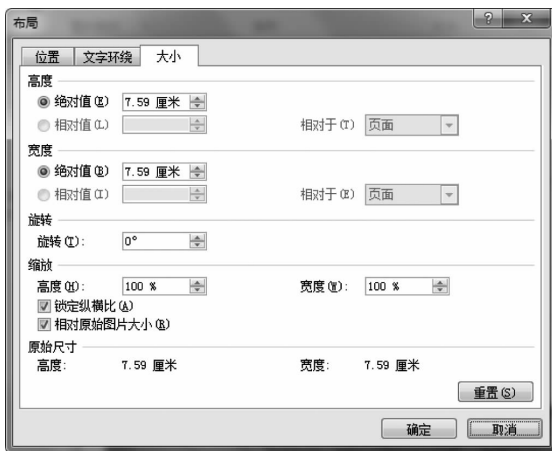 布局
? X
位置 文字环绕 大小
高度
绝对值(E) 7.59 厘米
相对值(L) 相对于(T) 页面
宽度
绝对值(B) 7.59 厘米
相对值(I) 相对于(E) 页面
旋转
旋转(T): 0°
缩放
高度(H): 100 % 宽度(W): 100 %
锁定纵横比(A)
相对原始图片大小(R)
原始尺寸
高度: 7.59 厘米 宽度: 7.59 厘米
重置(S)
确定 取消